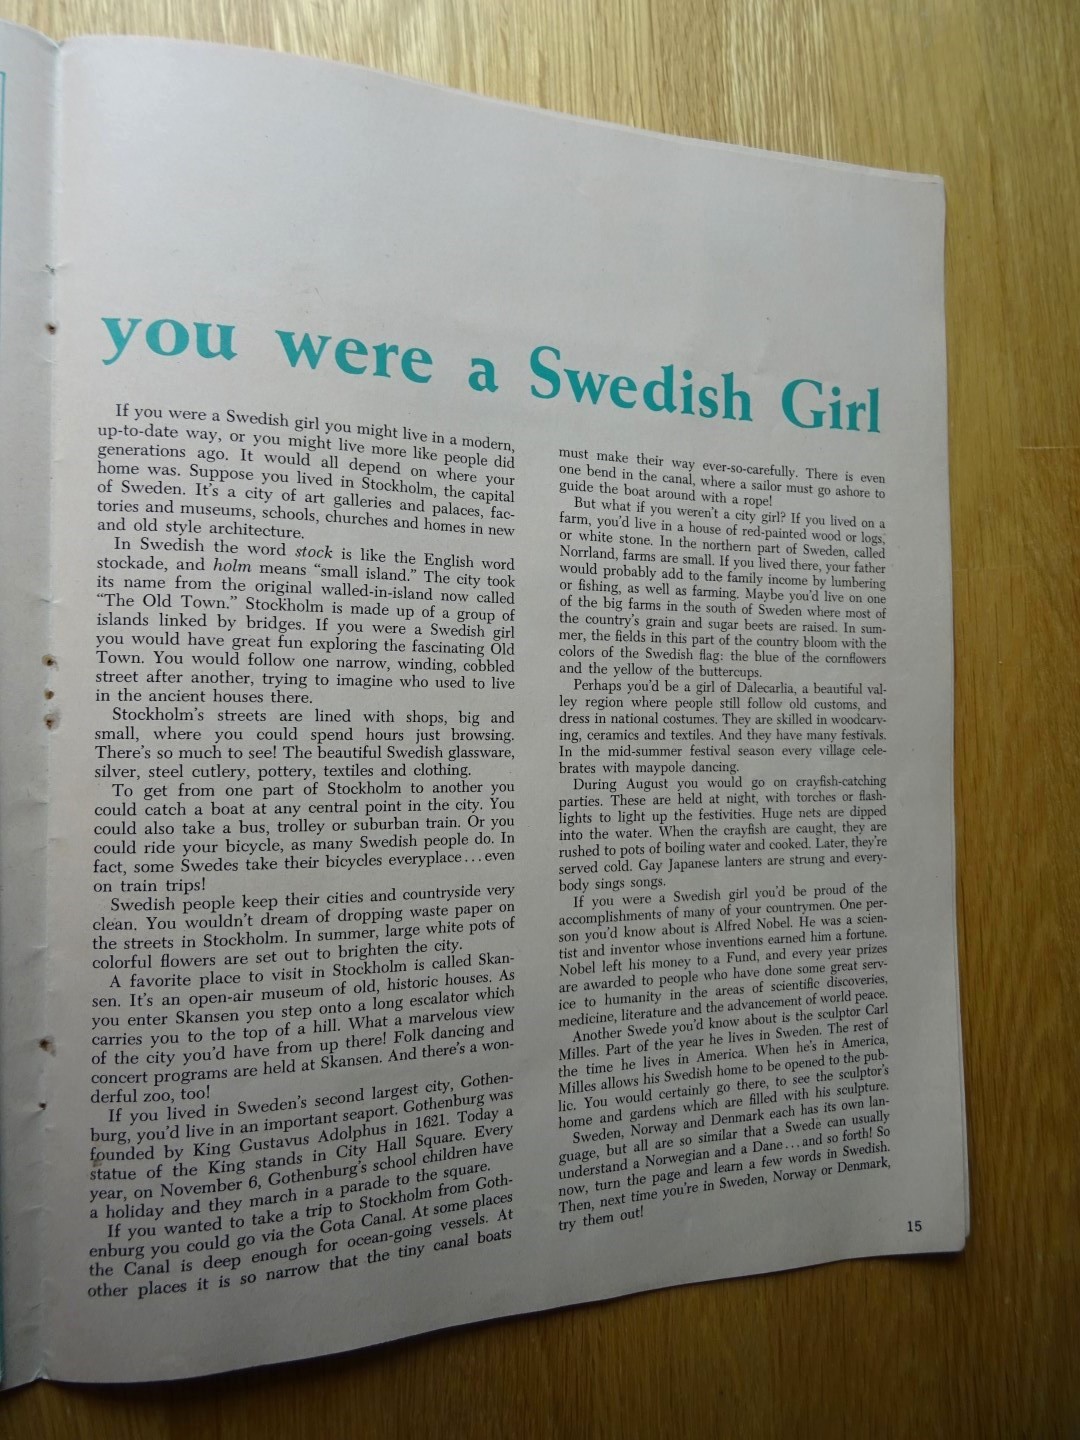 you were a Swedish Girl
If you were a Swedish girl you might live in a modern,
up-to-date way, or you might live more like people did
generations ago. It would all depend on where your
home was. Suppose you lived in Stockholm, the capital
of Sweden. It's a city of art galleries and palaces, fac-
tories and museums, schools, churches and homes in new
and old style architecture.
In Swedish the word stock is like the English word
stockade, and holm means "small island." The city took
its name from the original walled-in-island now called
"The Old Town." Stockholm is made up of a group of
islands linked by bridges. If you were a Swedish girl
you would have great fun exploring the fascinating Old
Town. You would follow one narrow, winding, cobbled
street after another, trying to imagine who used to live
in the ancient houses there.
Stockholm's streets are lined with shops, big and
small, where you could spend hours just browsing.
There's so much to see! The beautiful Swedish glassware,
silver, steel cutlery, pottery, textiles and clothing.
To get from one part of Stockholm to another you
could catch a boat at any central point in the city. You
could also take a bus, trolley or suburban train. Or you
could ride your bicycle, as many Swedish people do. In
fact, some Swedes take their bicycles everyplace...even
on train trips!
Swedish people keep their cities and countryside very
clean. You wouldn't dream of dropping waste paper on
the streets in Stockholm. In summer, large white pots of
colorful flowers are set out to brighten the city.
A favorite place to visit in Stockholm is called Skan-
sen. It's an open-air museum of old, historic houses. As
you enter Skansen you step onto a long escalator which
carries you to the top of a hill. What a marvelous view
of the city you'd have from up there! Folk dancing and
concert programs are held at Skansen. And there's a won-
derful zoo, too!
If you lived in Sweden's second largest city, Gothen-
burg, you'd live in an important seaport. Gothenburg was
founded by King Gustavus Adolphus in 1621. Today a
statue of the King stands in City Hall Square. Every
year, on November 6, Gothenburg's school children have
a holiday and they march in a parade to the square.
If you wanted to take a trip to Stockholm from Goth-
enburg you could go via the Gota Canal. At some places
the Canal is deep enough for ocean-going vessels. At
other places it is so narrow that the tiny canal boats
must make their way ever-so-carefully. There is even
one bend in the canal, where a sailor must go ashore to
guide the boat around with a rope!
But what if you weren't a city girl? If you lived on a
farm, you'd live in a house of red-painted wood or logs,
or white stone. In the northern part of Sweden, called
Norrland, farms are small. If you lived there, your father
would probably add to the family income by lumbering
or fishing, as well as farming. Maybe you'd live on one
of the big farms in the south of Sweden where most of
the country's grain and sugar beets are raised. In sum-
mer, the fields in this part of the country bloom with the
colors of the Swedish flag: the blue of the cornflowers
and the yellow of the buttercups.
Perhaps you'd be a girl of Dalecarlia, a beautiful val-
ley region where people still follow old customs, and
dress in national costumes. They are skilled in woodcarv-
ing, ceramics and textiles. And they have many festivals.
In the mid-summer festival season every village cele-
brates with maypole dancing.
During August you would go on crayfish-catching
parties. These are held at night, with torches or flash-
lights to light up the festivities. Huge nets are dipped
into the water. When the crayfish are caught, they are
rushed to pots of boiling water and cooked. Later, they're
served cold. Gay Japanese lanters are strung and every-
body sings songs.
If you were a Swedish girl you'd be proud of the
accomplishments of many of your countrymen. One per-
son you'd know about is Alfred Nobel. He was a scien-
tist and inventor whose inventions earned him a fortune.
Nobel left his money to a Fund, and every year prizes
are awarded to people who have done some great serv-
ice to humanity in the areas of scientific discoveries,
medicine, literature and the advancement of world peace.
Another Swede you'd know about is the sculptor Carl
Milles. Part of the year he lives in Sweden. The rest of
the time he lives in America. When he's in America,
Milles allows his Swedish home to be opened to the pub-
lic. You would certainly go there, to see the sculptor's
home and gardens which are filled with his sculpture.
Sweden, Norway and Denmark each has its own lan-
guage, but all are so similar that a Swede can usually
understand a Norwegian and a Dane...and so forth! So
now, turn the page and learn a few words in Swedish.
Then, next time you're in Sweden, Norway or Denmark,
try them out!
15